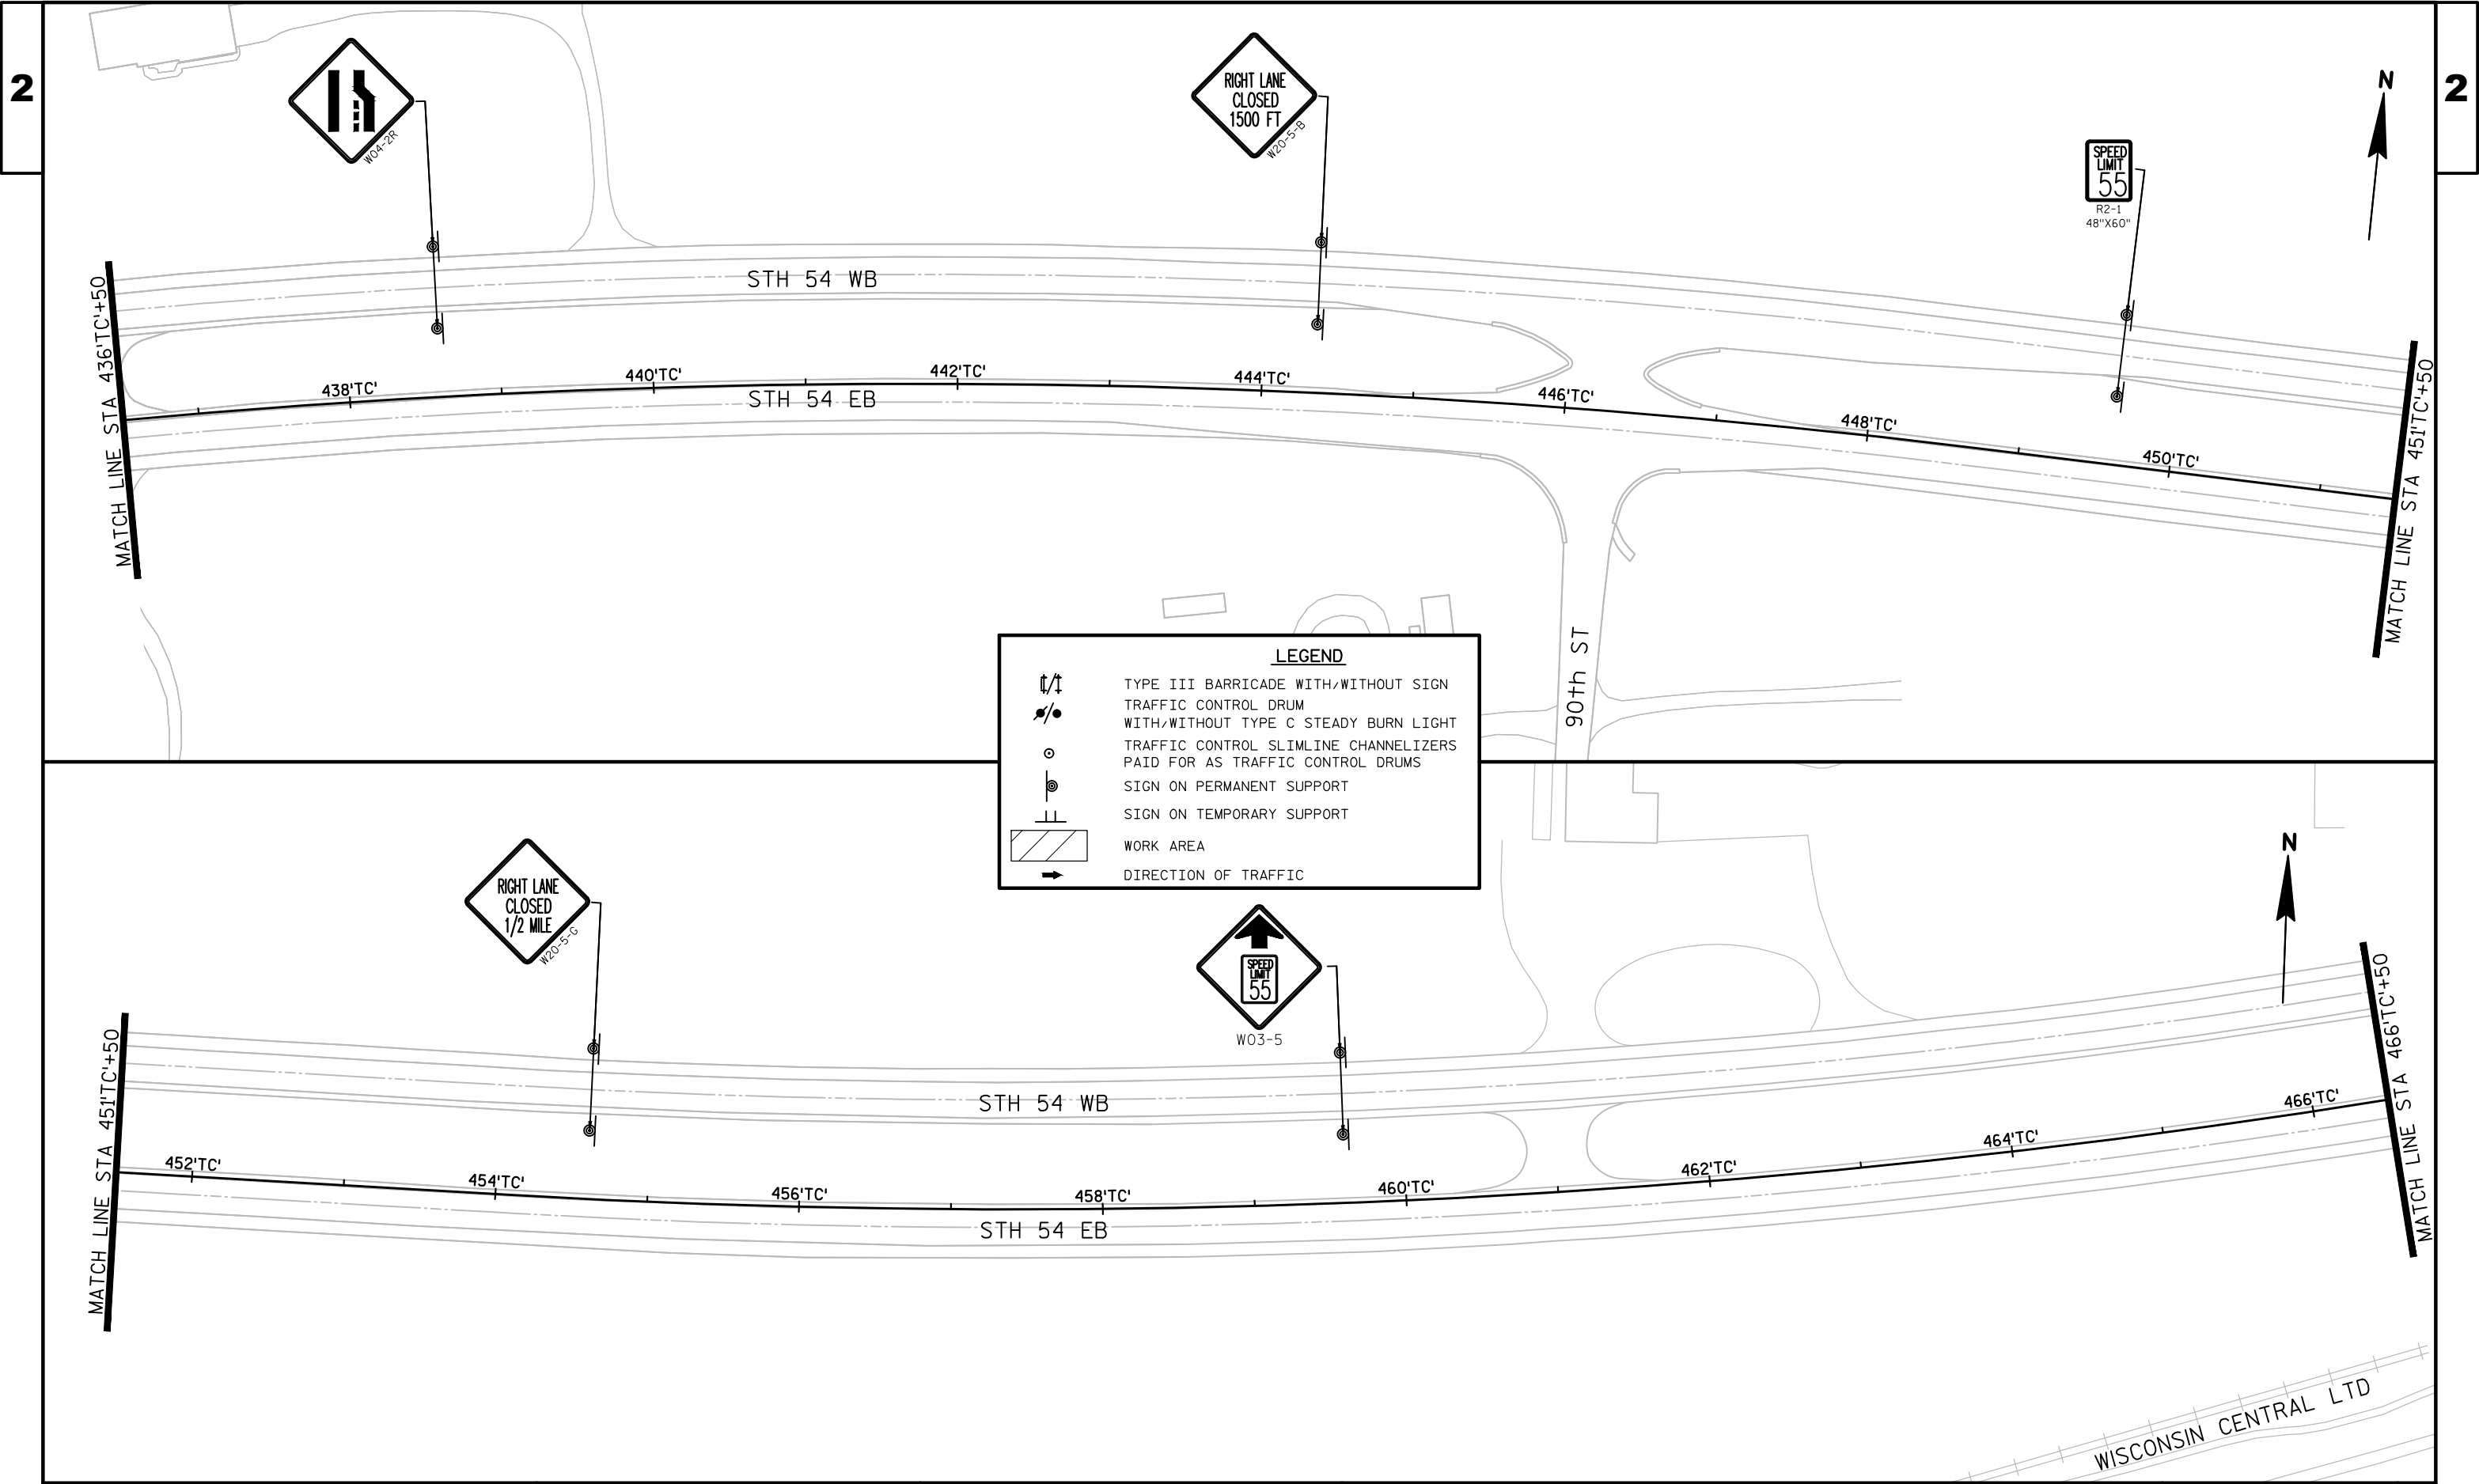 2
2
W04-2R
RIGHT LANE
CLOSED
1500 FT
W20-5-B
SPEED
LIMIT
55
R2-1
48"X60"
N
MATCH LINE STA 436'TC'+50
STH 54 WB
438'TC'
440'TC'
442'TC'
444'TC'
446'TC'
448'TC'
450'TC'
STH 54 EB
MATCH LINE STA 451'TC'+50
90th ST
LEGEND
TYPE III BARRICADE WITH/WITHOUT SIGN
TRAFFIC CONTROL DRUM
WITH/WITHOUT TYPE C STEADY BURN LIGHT
TRAFFIC CONTROL SLIMLINE CHANNELIZERS
PAID FOR AS TRAFFIC CONTROL DRUMS
SIGN ON PERMANENT SUPPORT
SIGN ON TEMPORARY SUPPORT
WORK AREA
DIRECTION OF TRAFFIC
RIGHT LANE
CLOSED
1/2 MILE
W20-5-G
SPEED
LIMIT
55
W03-5
N
MATCH LINE STA 451'TC'+50
STH 54 WB
452'TC'
454'TC'
456'TC'
458'TC'
460'TC'
462'TC'
464'TC'
466'TC'
STH 54 EB
MATCH LINE STA 466'TC'+50
WISCONSIN CENTRAL LTD